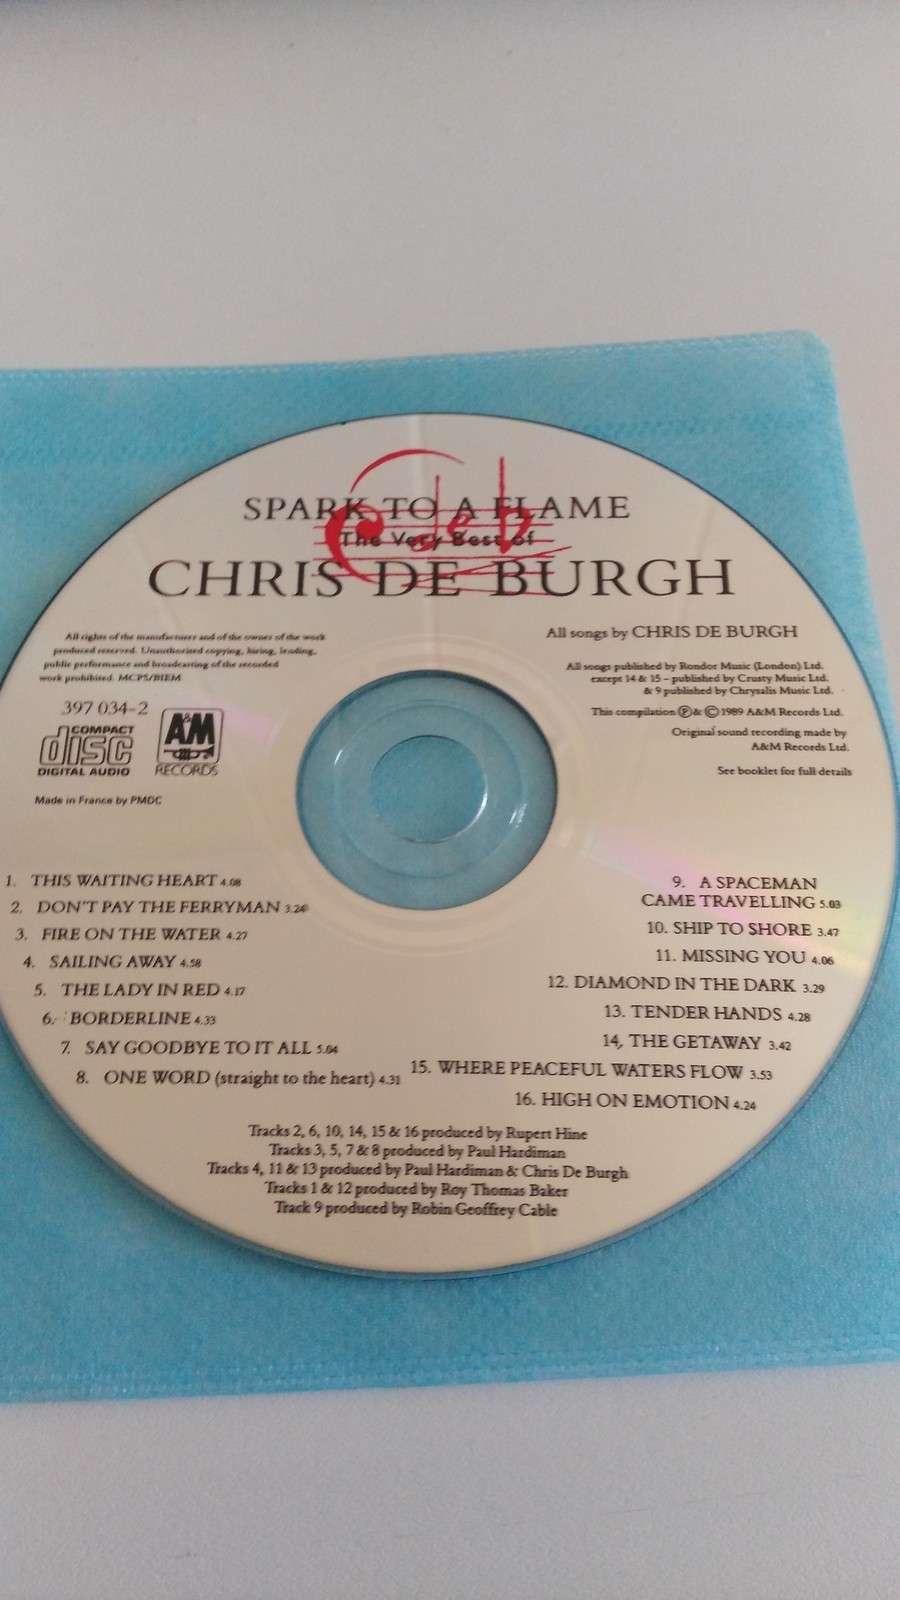 SPARK TO A FLAME
The Very Best of
CHRIS DE BURGH
Cdeb
All rights of the manufacturer and of the owner of the work
produced reserved. Unauthorised copying, hiring, lending,
public performance and broadcasting of the recorded
work prohibited. MCPS/BIEM
397 034-2
COMPACT
disc
DIGITAL AUDIO
A&M
RECORDS
Made in France by PMDC
All songs by CHRIS DE BURGH
All songs published by Rondor Music (London) Ltd.
except 14 & 15 – published by Crusty Music Ltd.
& 9 published by Chrysalis Music Ltd.
This compilation Ⓟ & © 1989 A&M Records Ltd.
Original sound recording made by
A&M Records Ltd.
See booklet for full details
1. THIS WAITING HEART 4.08
2. DON'T PAY THE FERRYMAN 3.24
3. FIRE ON THE WATER 4.27
4. SAILING AWAY 4.58
5. THE LADY IN RED 4.17
6. BORDERLINE 4.33
7. SAY GOODBYE TO IT ALL 5.04
8. ONE WORD (straight to the heart) 4.31
9. A SPACEMAN
CAME TRAVELLING 5.03
10. SHIP TO SHORE 3.47
11. MISSING YOU 4.06
12. DIAMOND IN THE DARK 3.29
13. TENDER HANDS 4.28
14. THE GETAWAY 3.42
15. WHERE PEACEFUL WATERS FLOW 3.53
16. HIGH ON EMOTION 4.24
Tracks 2, 6, 10, 14, 15 & 16 produced by Rupert Hine
Tracks 3, 5, 7 & 8 produced by Paul Hardiman
Tracks 4, 11 & 13 produced by Paul Hardiman & Chris De Burgh
Tracks 1 & 12 produced by Roy Thomas Baker
Track 9 produced by Robin Geoffrey Cable